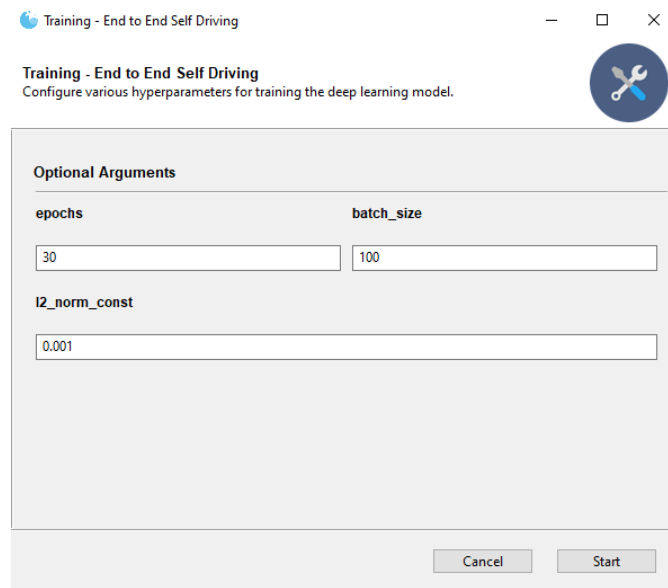 Training - End to End Self Driving
Training - End to End Self Driving
Configure various hyperparameters for training the deep learning model.
Optional Arguments
epochs batch_size
30 100
l2_norm_const
0.001
Cancel Start